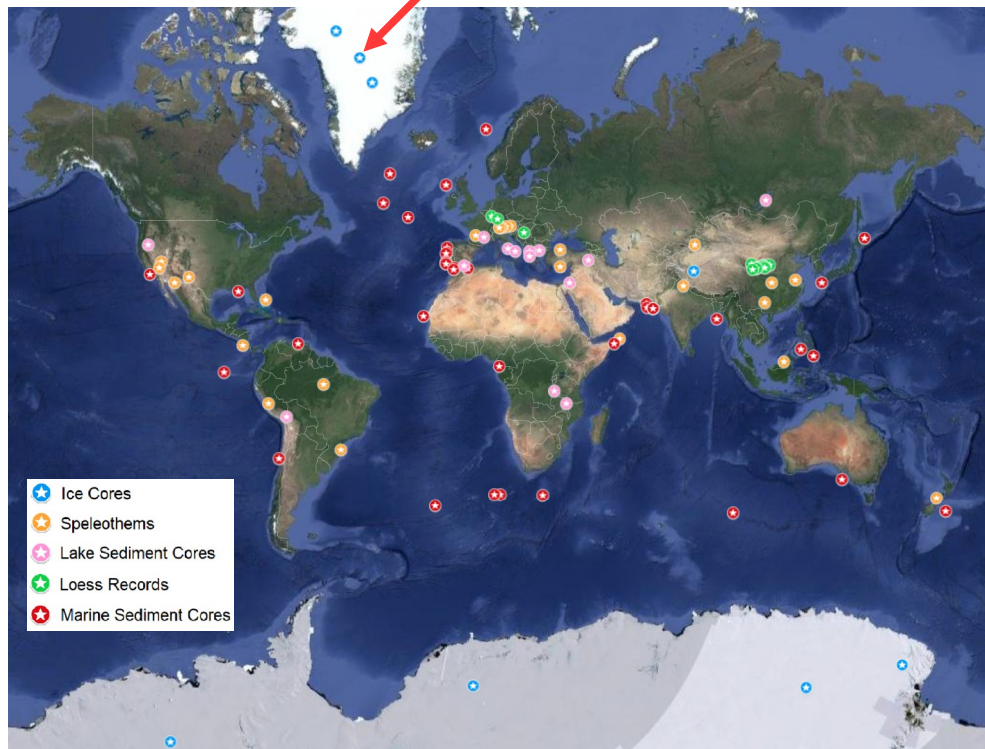 Ice Cores
Speleothems
Lake Sediment Cores
Loess Records
Marine Sediment Cores